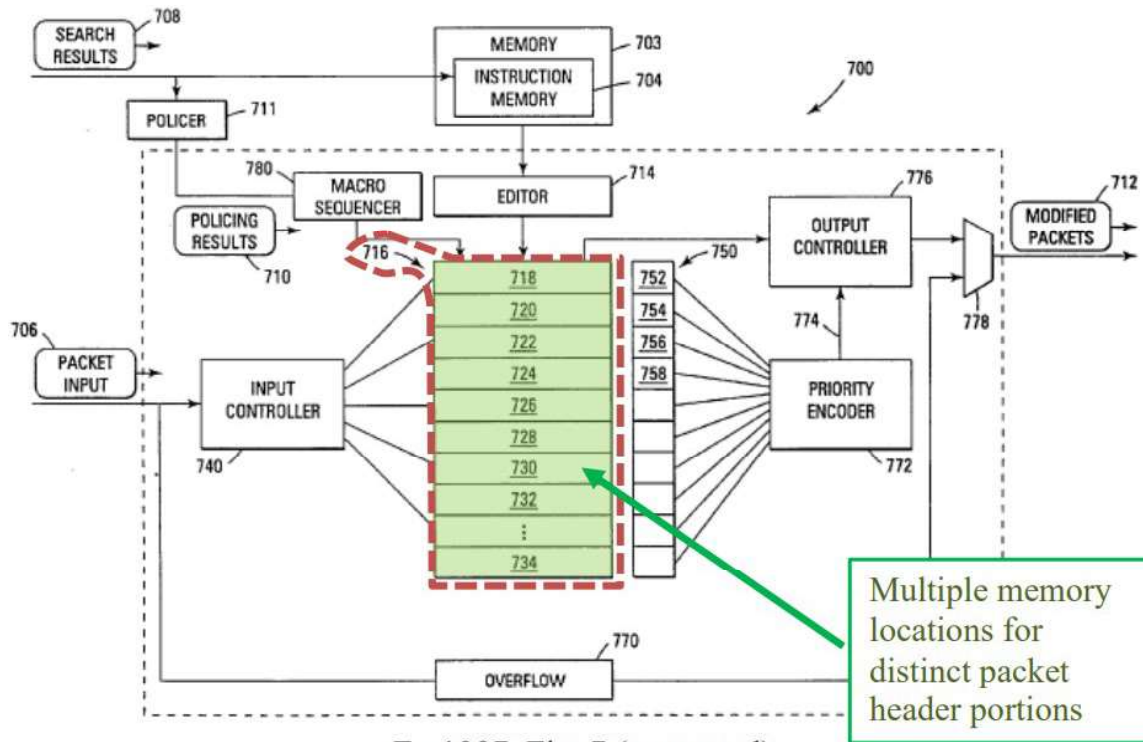 708
SEARCH
RESULTS
711
POLICER
MEMORY
703
INSTRUCTION
MEMORY
704
700
780
MACRO
SEQUENCER
EDITOR
714
POLICING
RESULTS
710
776
OUTPUT
CONTROLLER
712
MODIFIED
PACKETS
778
774
716
718
720
722
724
726
728
730
732
⋮
734
750
752
754
756
758
706
PACKET
INPUT
INPUT
CONTROLLER
740
PRIORITY
ENCODER
772
770
OVERFLOW
Multiple memory
locations for
distinct packet
header portions